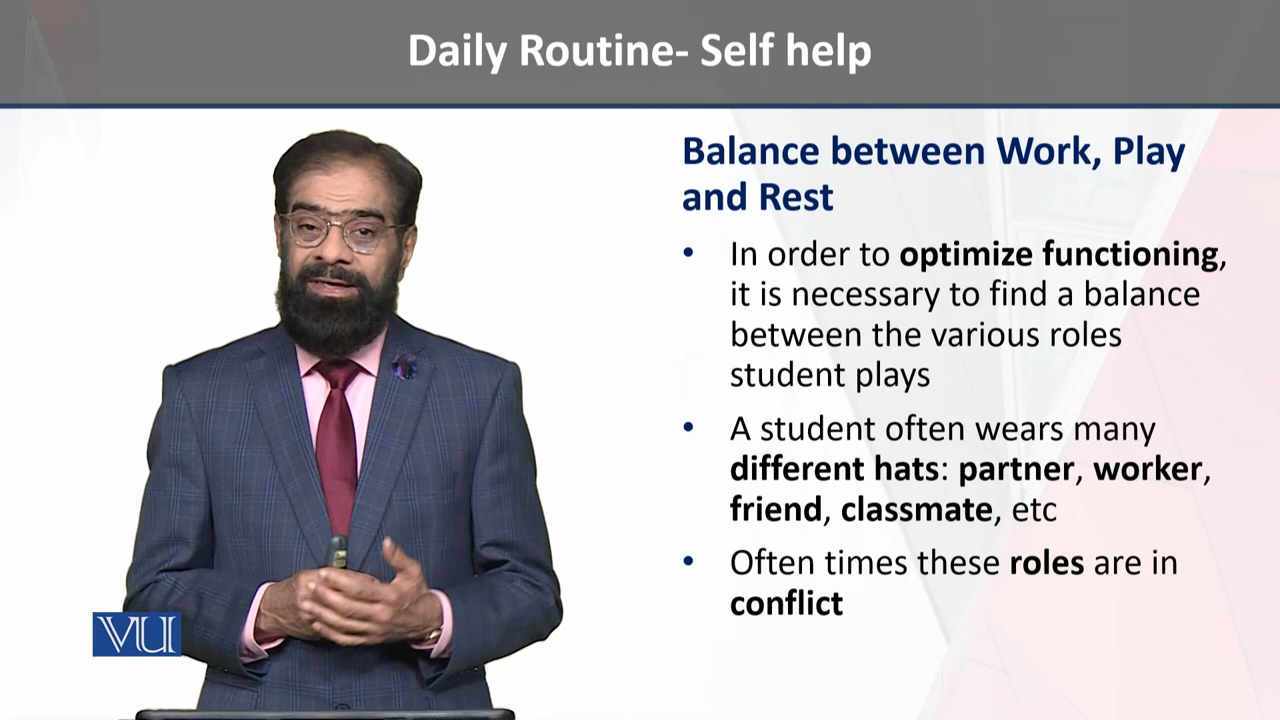 Daily Routine- Self help
Balance between Work, Play
and Rest
• In order to optimize functioning,
it is necessary to find a balance
between the various roles
student plays
• A student often wears many
different hats: partner, worker,
friend, classmate, etc
• Often times these roles are in
conflict
VU